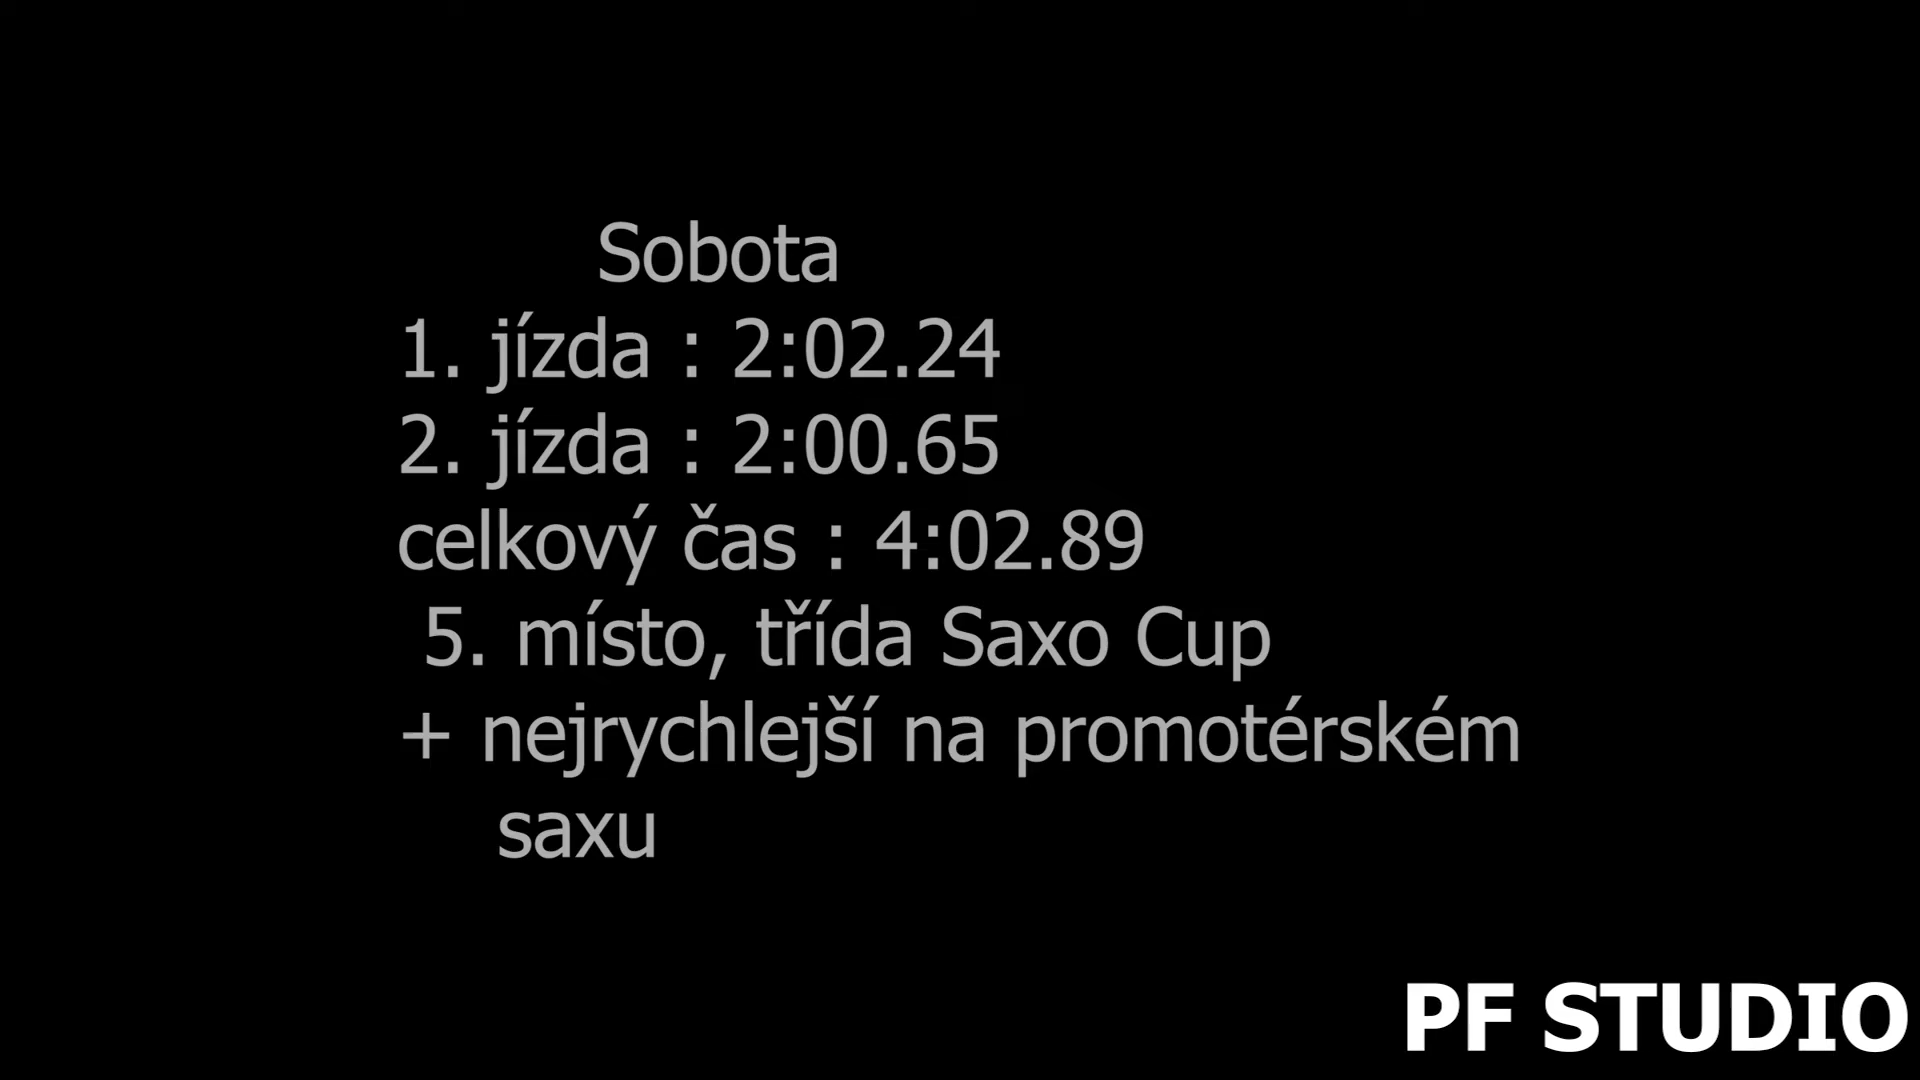 Sobota
1. jízda : 2:02.24
2. jízda : 2:00.65
celkový čas : 4:02.89
5. místo, třída Saxo Cup
+ nejrychlejší na promotérském
saxu
PF STUDIO